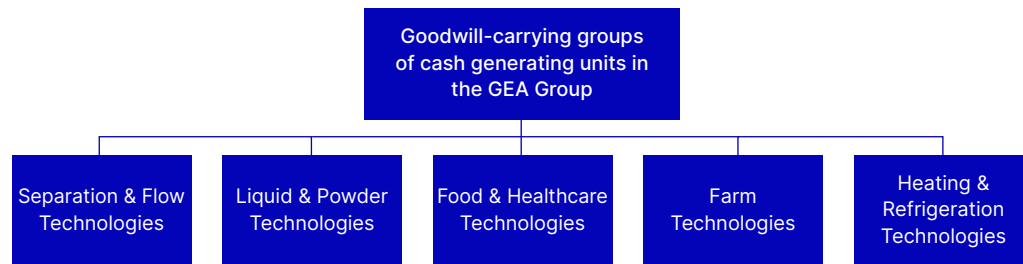 Goodwill-carrying groups
of cash generating units in
the GEA Group
Separation & Flow
Technologies
Liquid & Powder
Technologies
Food & Healthcare
Technologies
Farm
Technologies
Heating &
Refrigeration
Technologies